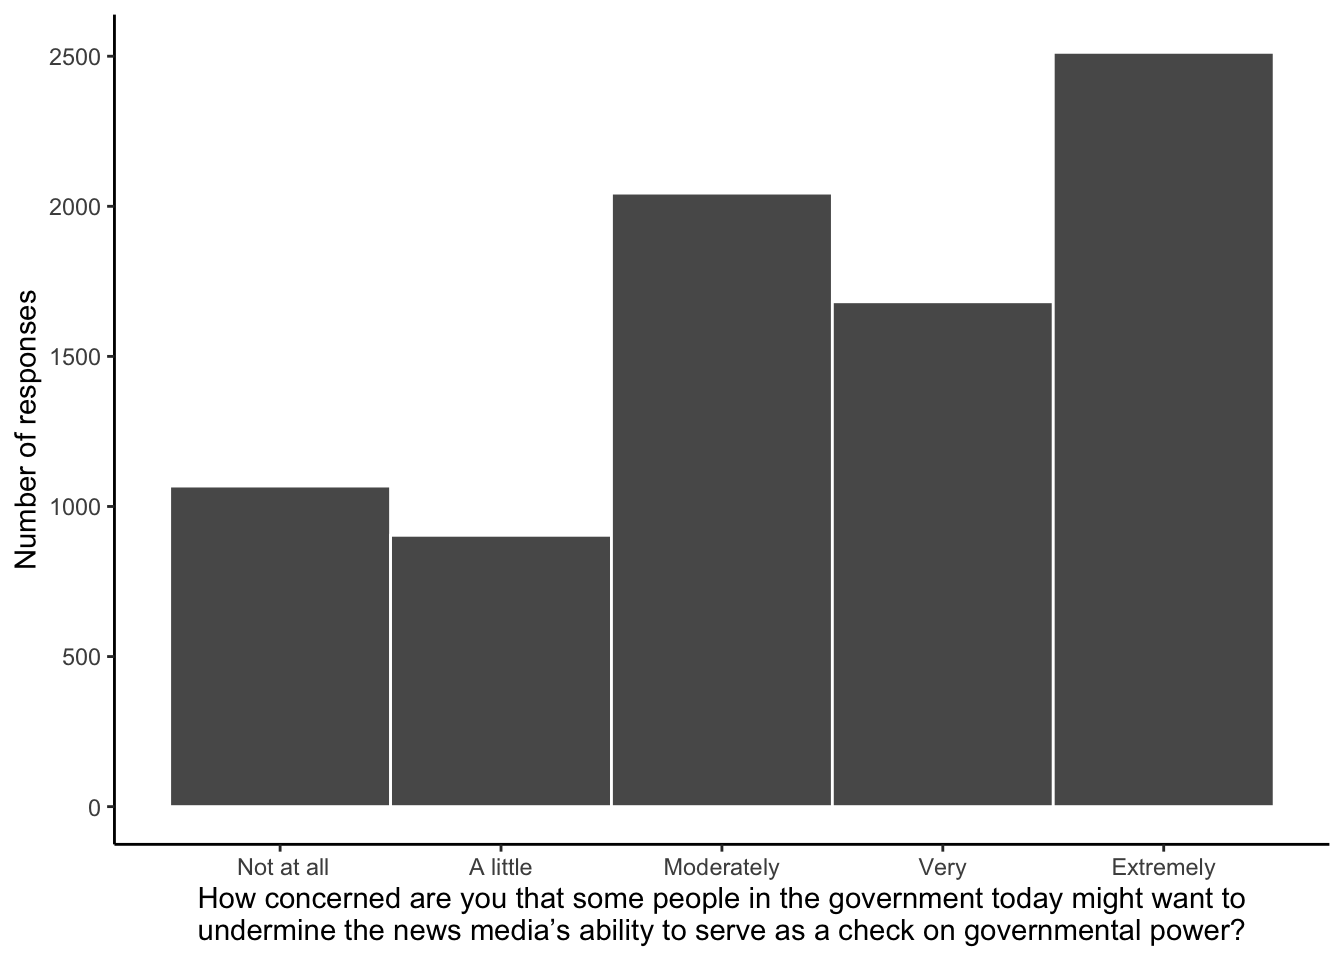 2500
2000
1500
1000
500
0
Number of responses
Not at all
A little
Moderately
Very
Extremely
How concerned are you that some people in the government today might want to
undermine the news media’s ability to serve as a check on governmental power?